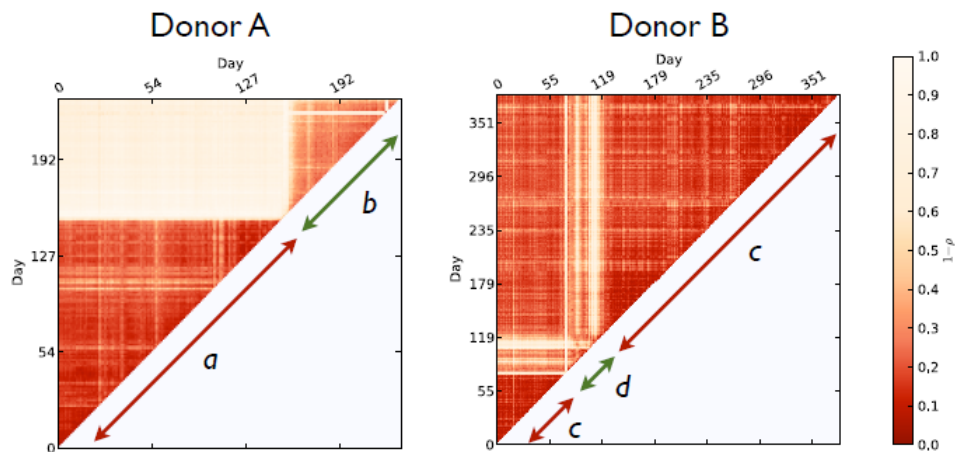 Donor A
Day
0 54 127 192
192
127
54
0
Day
a
b
Donor B
Day
0 55 119 179 235 296 351
351
296
235
179
119
55
0
Day
c
d
c
1.0
0.9
0.8
0.7
0.6
0.5
0.4
0.3
0.2
0.1
0.0
1-ρ